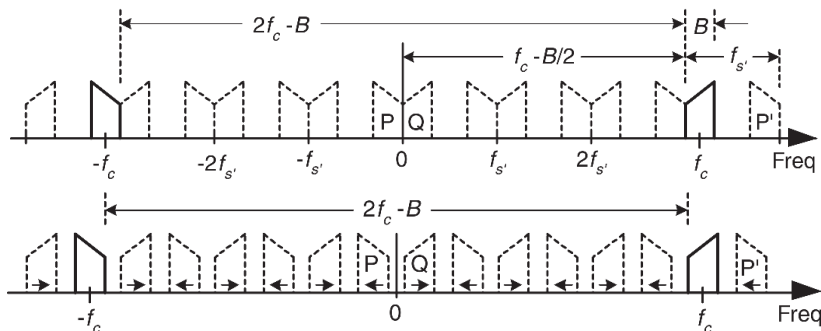 2f_c - B
B
f_c - B/2
f_s'
P Q P'
-f_c -2f_s' -f_s' 0 f_s' 2f_s' f_c Freq
2f_c - B
P Q P'
-f_c 0 f_c Freq